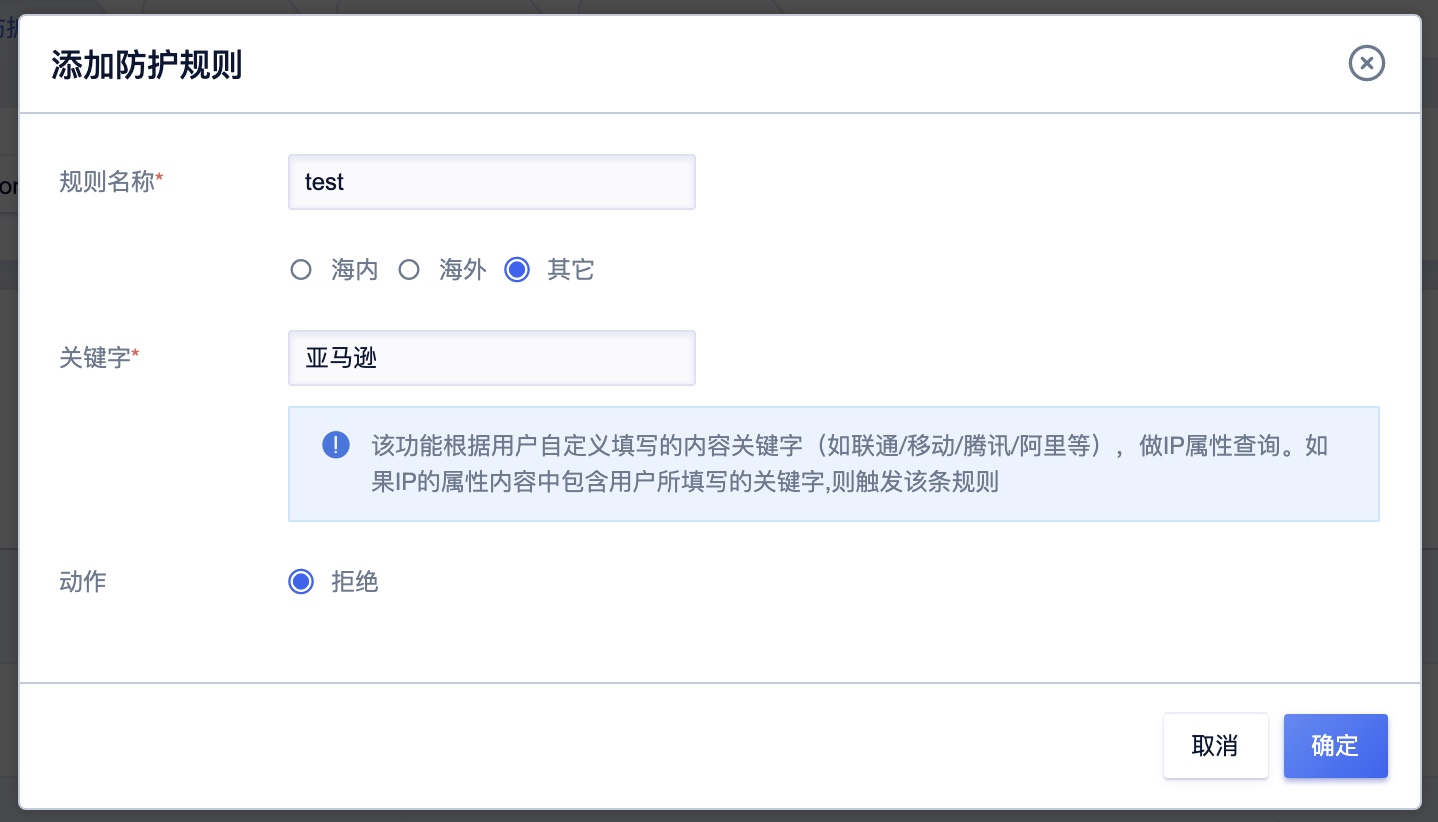 添加防护规则
规则名称*
test
海内 海外 其它
关键字*
亚马逊
该功能根据用户自定义填写的内容关键字（如联通/移动/腾讯/阿里等），做IP属性查询。如
果IP的属性内容中包含用户所填写的关键字,则触发该条规则
动作
拒绝
取消 确定